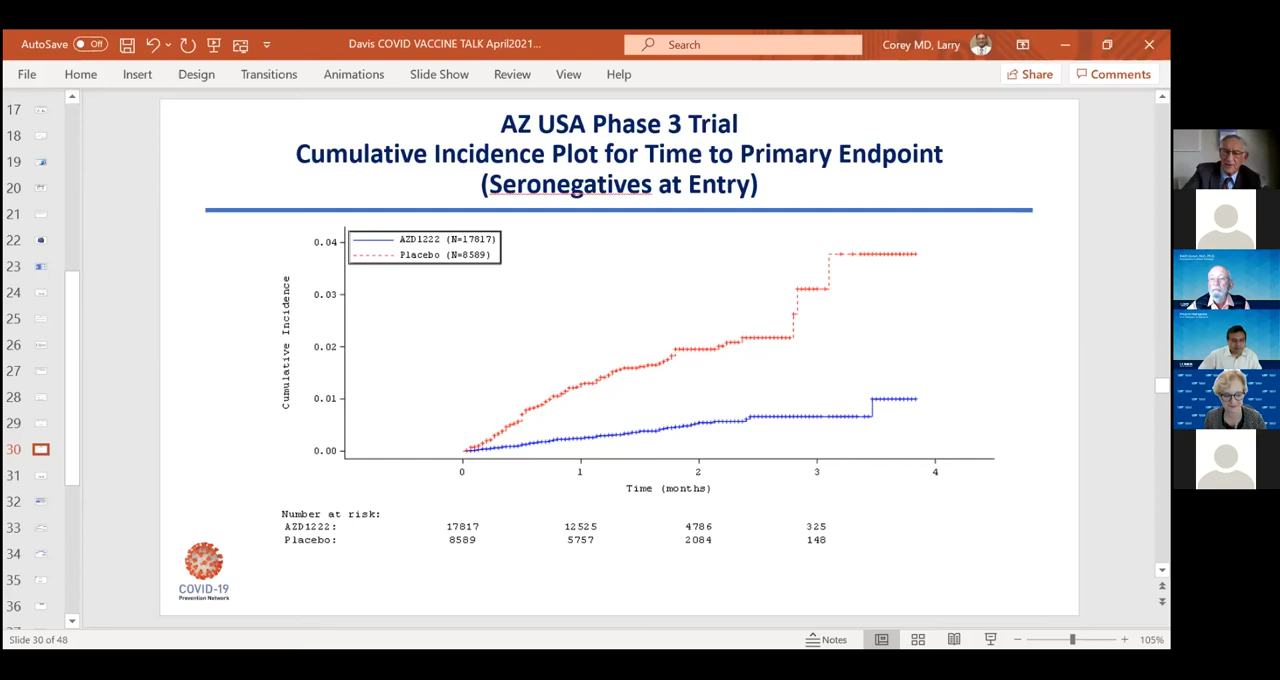 AutoSave Off
Davis COVID VACCINE TALK April2021...
Search
Corey MD, Larry
File Home Insert Design Transitions Animations Slide Show Review View Help
Share Comments
17
18
19
20
21
22
23
24
25
26
27
28
29
30
31
32
33
34
35
36
AZ USA Phase 3 Trial
Cumulative Incidence Plot for Time to Primary Endpoint
(Seronegatives at Entry)
AZD1222 (N=17817)
Placebo (N=8589)
Cumulative Incidence
0.04
0.03
0.02
0.01
0.00
0 1 2 3 4
Time (months)
Number at risk:
AZD1222: 17817 12525 4786 325
Placebo: 8589 5757 2084 148
COVID-19
Prevention Network
Slide 30 of 48
Notes
105%